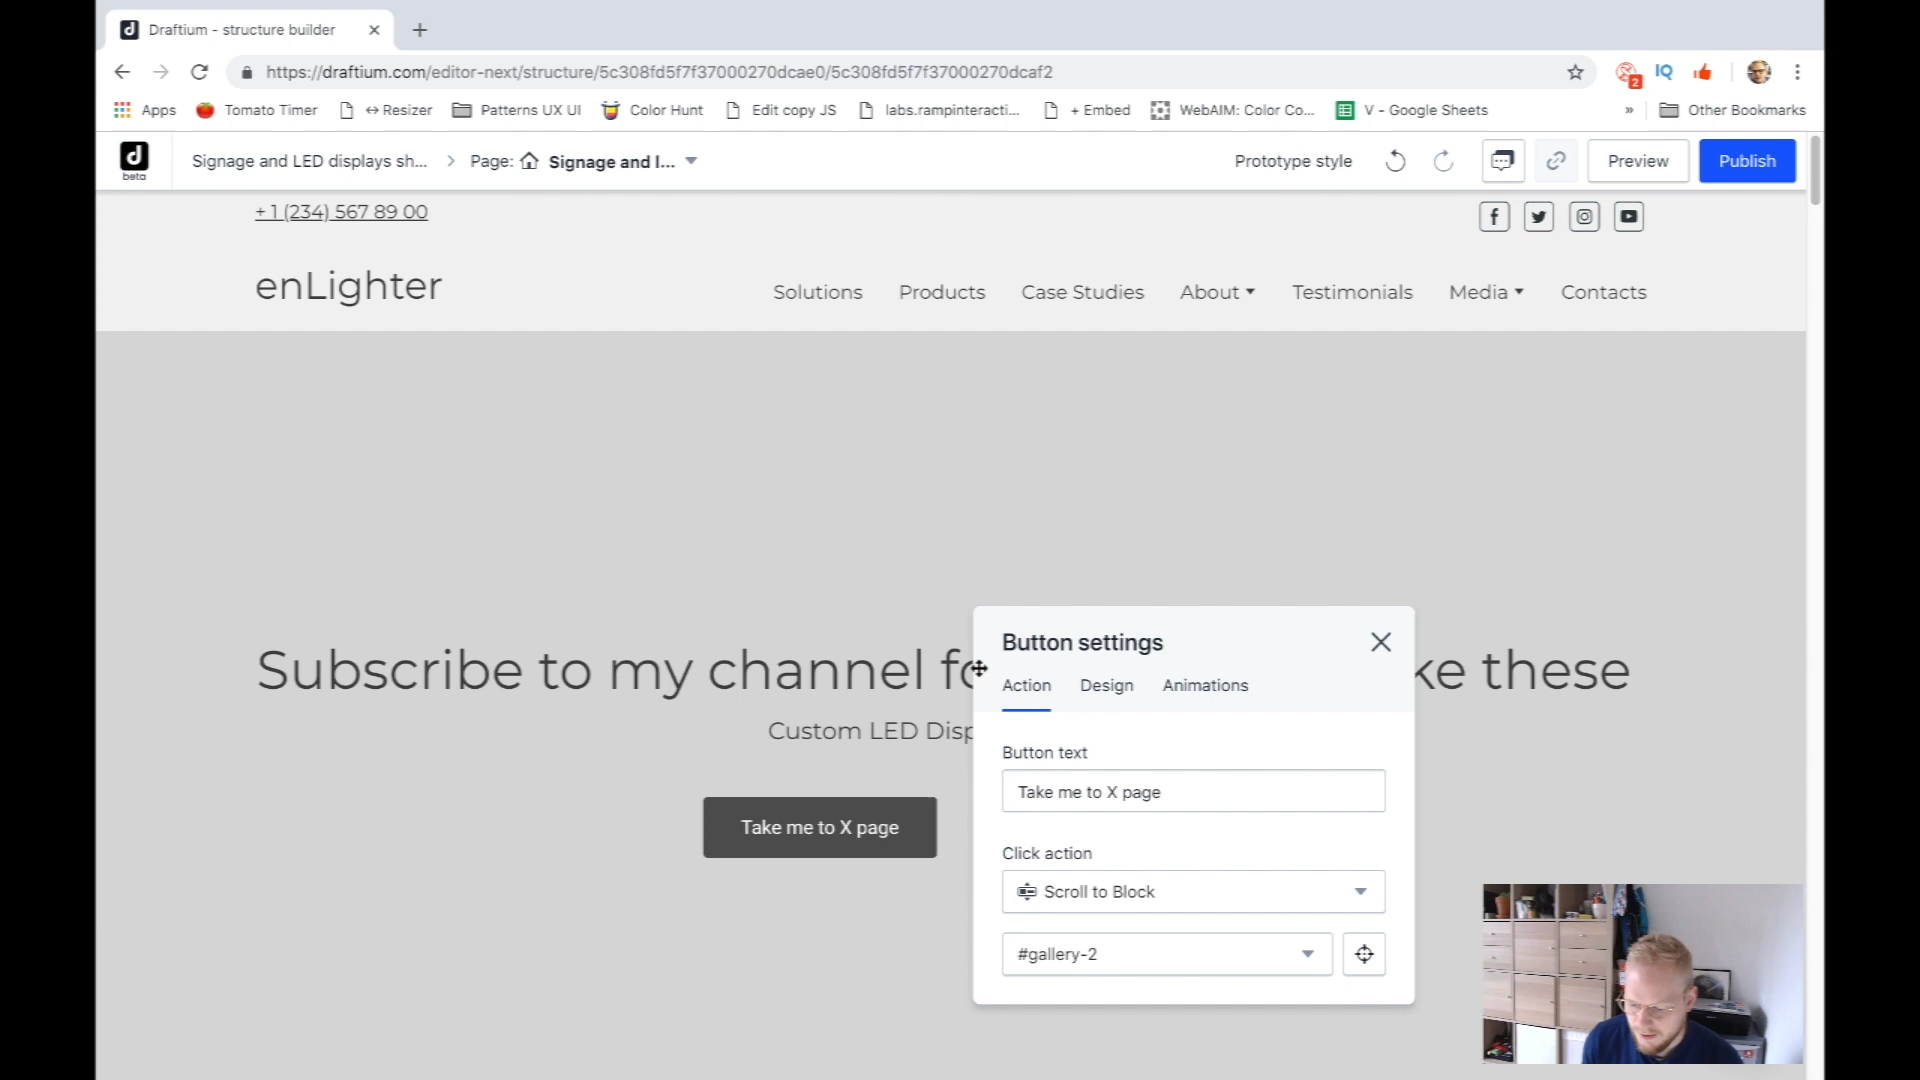 Draftium - structure builder
https://draftium.com/editor-next/structure/5c308fd5f7f37000270dcae0/5c308fd5f7f37000270dcaf2
2
IQ
Apps
Tomato Timer
↔ Resizer
Patterns UX UI
Color Hunt
Edit copy JS
labs.rampinteracti...
+ Embed
WebAIM: Color Co...
V - Google Sheets
»
Other Bookmarks
d
beta
Signage and LED displays sh...
Page:
Signage and l...
Prototype style
Preview
Publish
+ 1 (234) 567 89 00
enLighter
Solutions
Products
Case Studies
About
Testimonials
Media
Contacts
Subscribe to my channel fo
ke these
Custom LED Disp
Take me to X page
Button settings
Action
Design
Animations
Button text
Take me to X page
Click action
Scroll to Block
#gallery-2